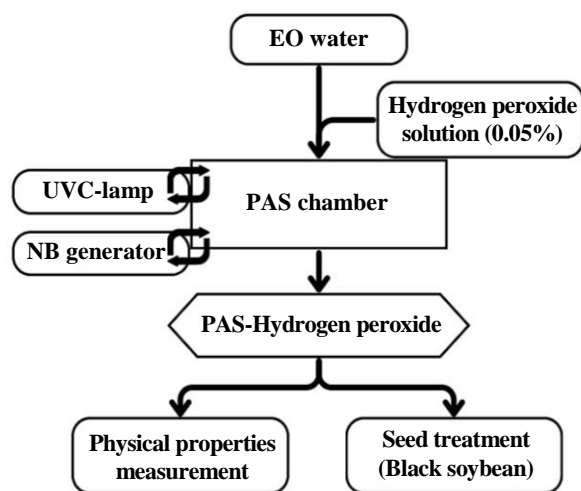 EO water
Hydrogen peroxide
solution (0.05%)
UVC-lamp
PAS chamber
NB generator
PAS-Hydrogen peroxide
Physical properties
measurement
Seed treatment
(Black soybean)